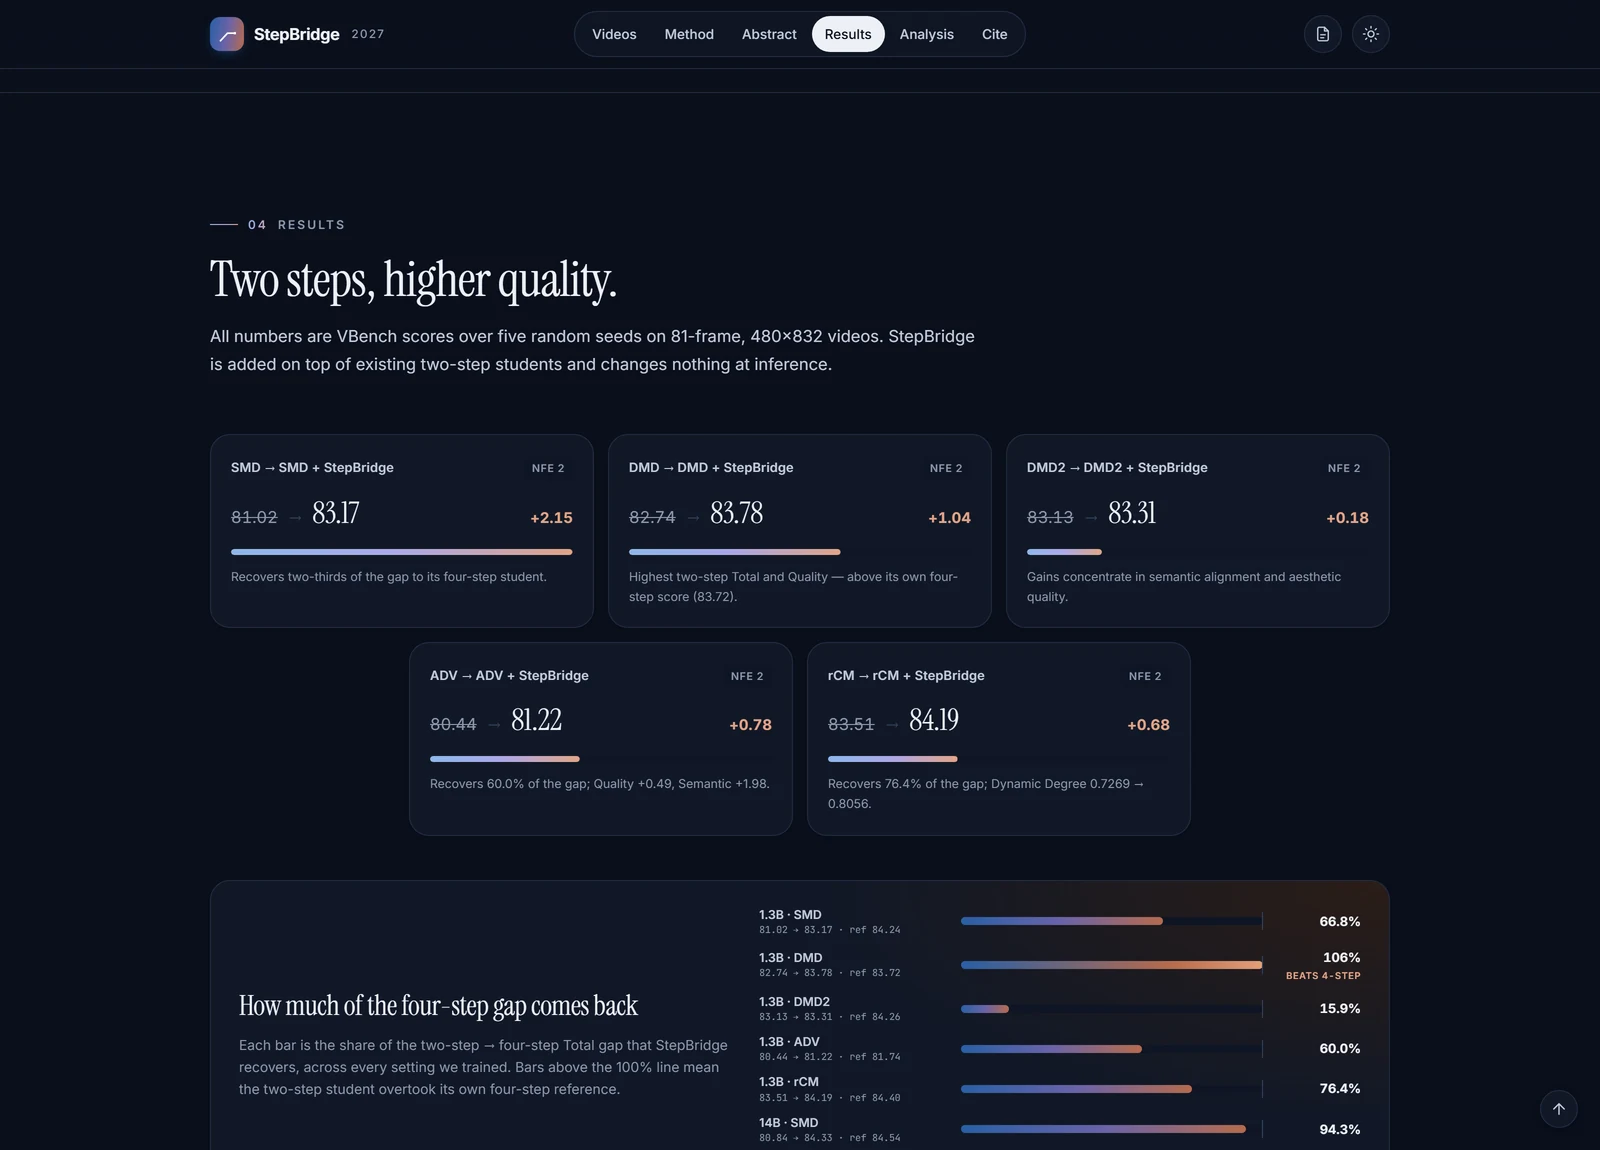 StepBridge 2027
Videos Method Abstract Results Analysis Cite
04 RESULTS
Two steps, higher quality.
All numbers are VBench scores over five random seeds on 81-frame, 480×832 videos. StepBridge
is added on top of existing two-step students and changes nothing at inference.
SMD → SMD + StepBridge NFE 2
81.02 → 83.17 +2.15
Recovers two-thirds of the gap to its four-step student.
DMD → DMD + StepBridge NFE 2
82.74 → 83.78 +1.04
Highest two-step Total and Quality — above its own four-
step score (83.72).
DMD2 → DMD2 + StepBridge NFE 2
83.13 → 83.31 +0.18
Gains concentrate in semantic alignment and aesthetic
quality.
ADV → ADV + StepBridge NFE 2
80.44 → 81.22 +0.78
Recovers 60.0% of the gap; Quality +0.49, Semantic +1.98.
rCM → rCM + StepBridge NFE 2
83.51 → 84.19 +0.68
Recovers 76.4% of the gap; Dynamic Degree 0.7269 →
0.8056.
How much of the four-step gap comes back
Each bar is the share of the two-step → four-step Total gap that StepBridge
recovers, across every setting we trained. Bars above the 100% line mean
the two-step student overtook its own four-step reference.
1.3B · SMD 66.8%
81.02 → 83.17 · ref 84.24
1.3B · DMD 106%
82.74 → 83.78 · ref 83.72 BEATS 4-STEP
1.3B · DMD2 15.9%
83.13 → 83.31 · ref 84.26
1.3B · ADV 60.0%
80.44 → 81.22 · ref 81.74
1.3B · rCM 76.4%
83.51 → 84.19 · ref 84.40
14B · SMD 94.3%
80.84 → 84.33 · ref 84.54